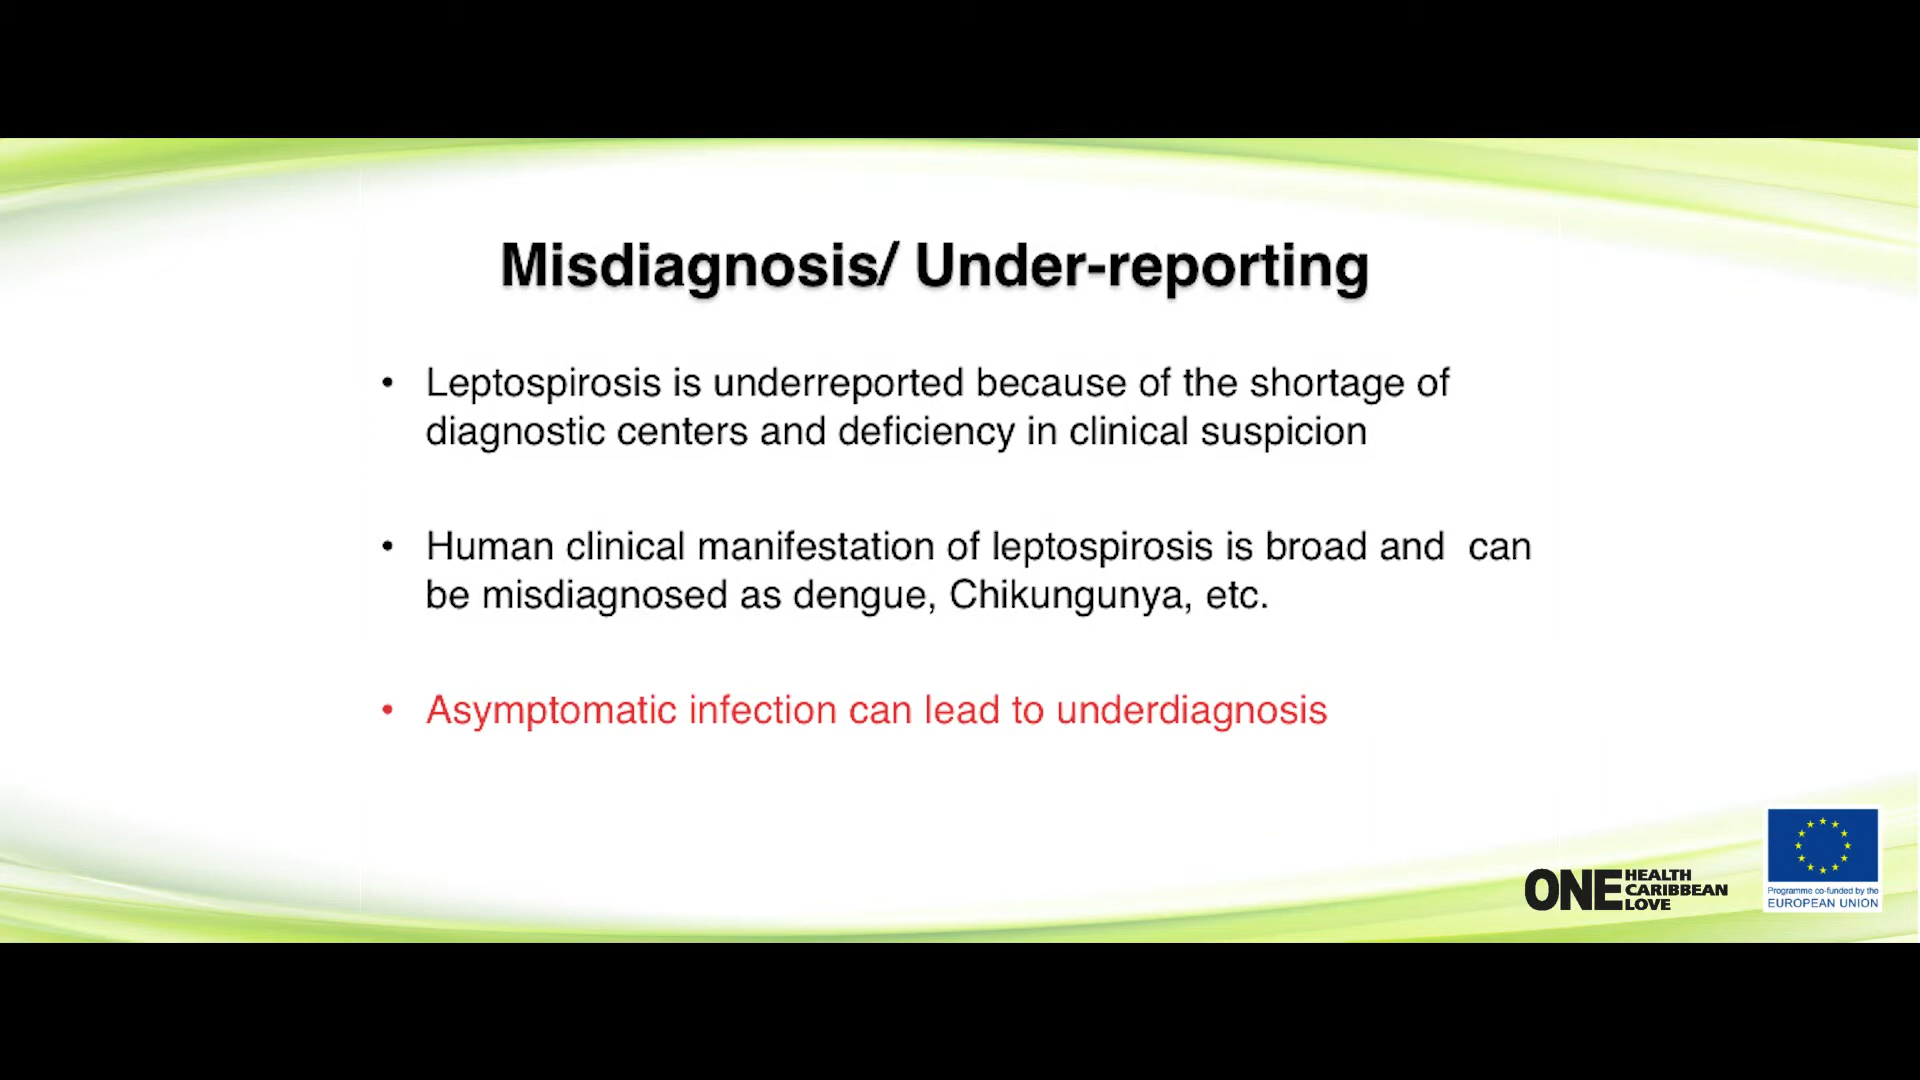 Misdiagnosis/ Under-reporting
• Leptospirosis is underreported because of the shortage of
diagnostic centers and deficiency in clinical suspicion
• Human clinical manifestation of leptospirosis is broad and  can
be misdiagnosed as dengue, Chikungunya, etc.
• Asymptomatic infection can lead to underdiagnosis
ONE HEALTH
CARIBBEAN
LOVE
Programme co-funded by the
EUROPEAN UNION